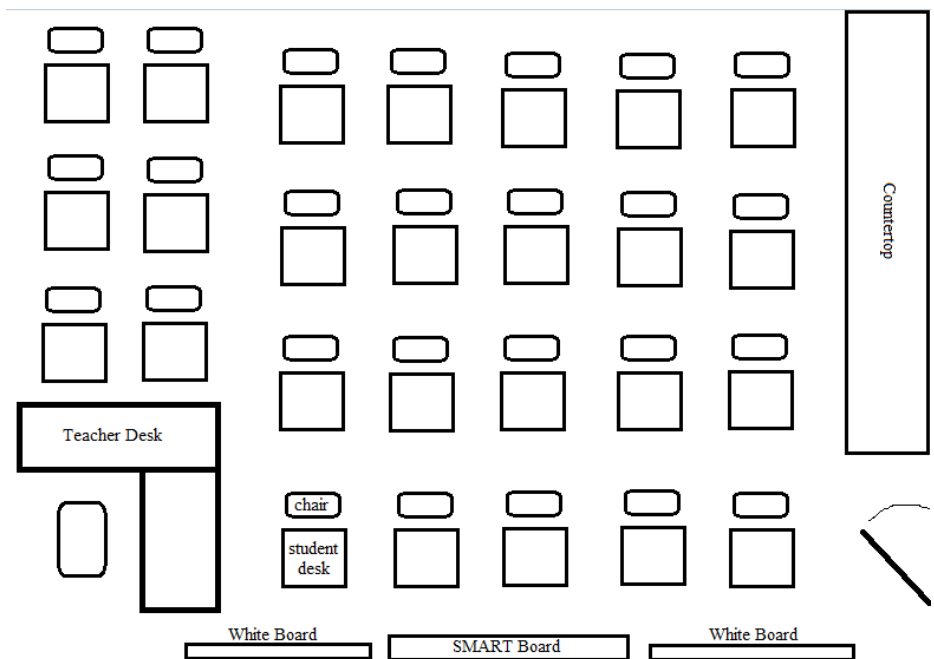 Countertop
Teacher Desk
chair
student
desk
White Board
SMART Board
White Board